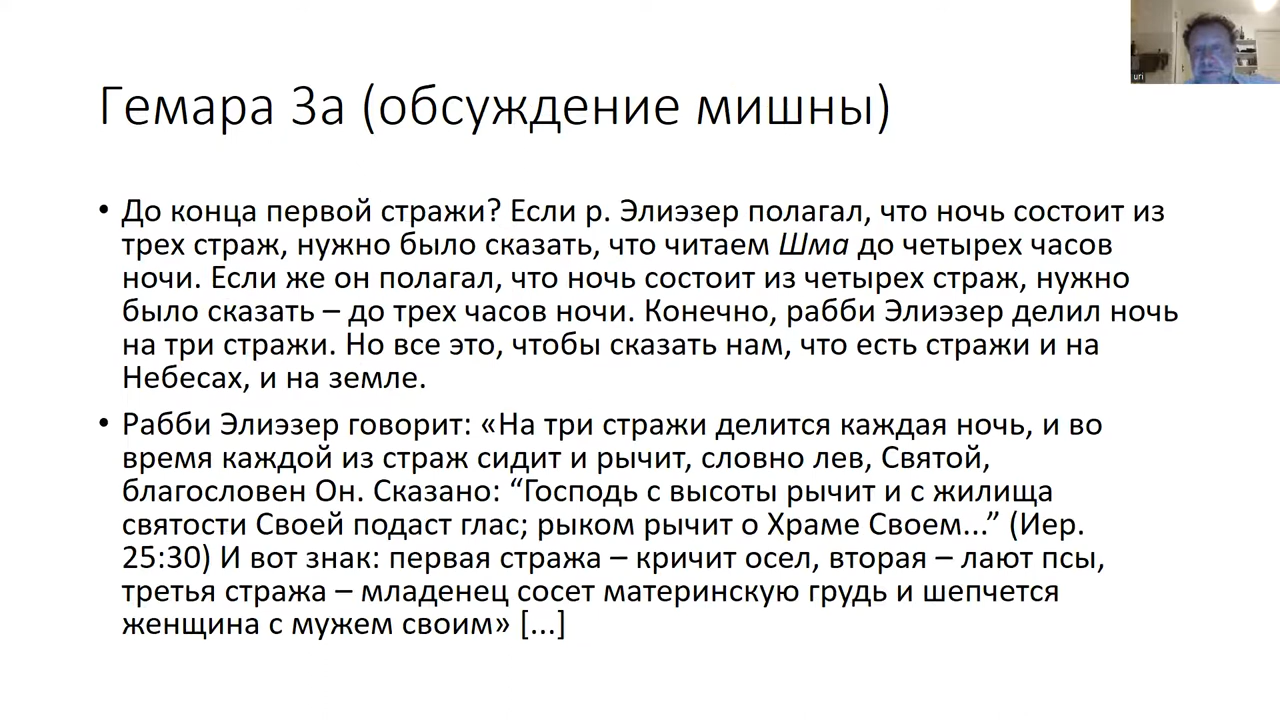 uri
Гемара 3а (обсуждение мишны)
• До конца первой стражи? Если р. Элиэзер полагал, что ночь состоит из
трех страж, нужно было сказать, что читаем Шма до четырех часов
ночи. Если же он полагал, что ночь состоит из четырех страж, нужно
было сказать – до трех часов ночи. Конечно, рабби Элиэзер делил ночь
на три стражи. Но все это, чтобы сказать нам, что есть стражи и на
Небесах, и на земле.
• Рабби Элиэзер говорит: «На три стражи делится каждая ночь, и во
время каждой из страж сидит и рычит, словно лев, Святой,
благословен Он. Сказано: “Господь с высоты рычит и с жилища
святости Своей подаст глас; рыком рычит о Храме Своем...” (Иер.
25:30) И вот знак: первая стража – кричит осел, вторая – лают псы,
третья стража – младенец сосет материнскую грудь и шепчется
женщина с мужем своим» [...]